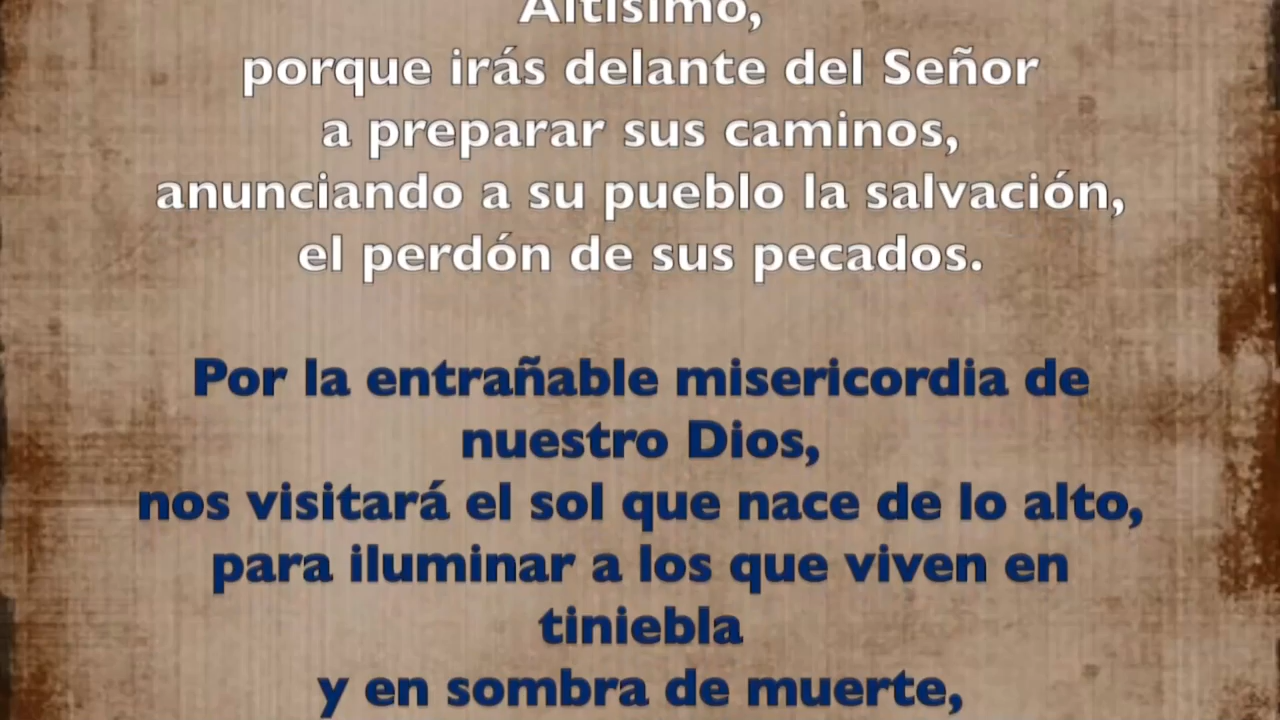 Altísimo,
porque irás delante del Señor
a preparar sus caminos,
anunciando a su pueblo la salvación,
el perdón de sus pecados.
Por la entrañable misericordia de
nuestro Dios,
nos visitará el sol que nace de lo alto,
para iluminar a los que viven en
tiniebla
y en sombra de muerte,